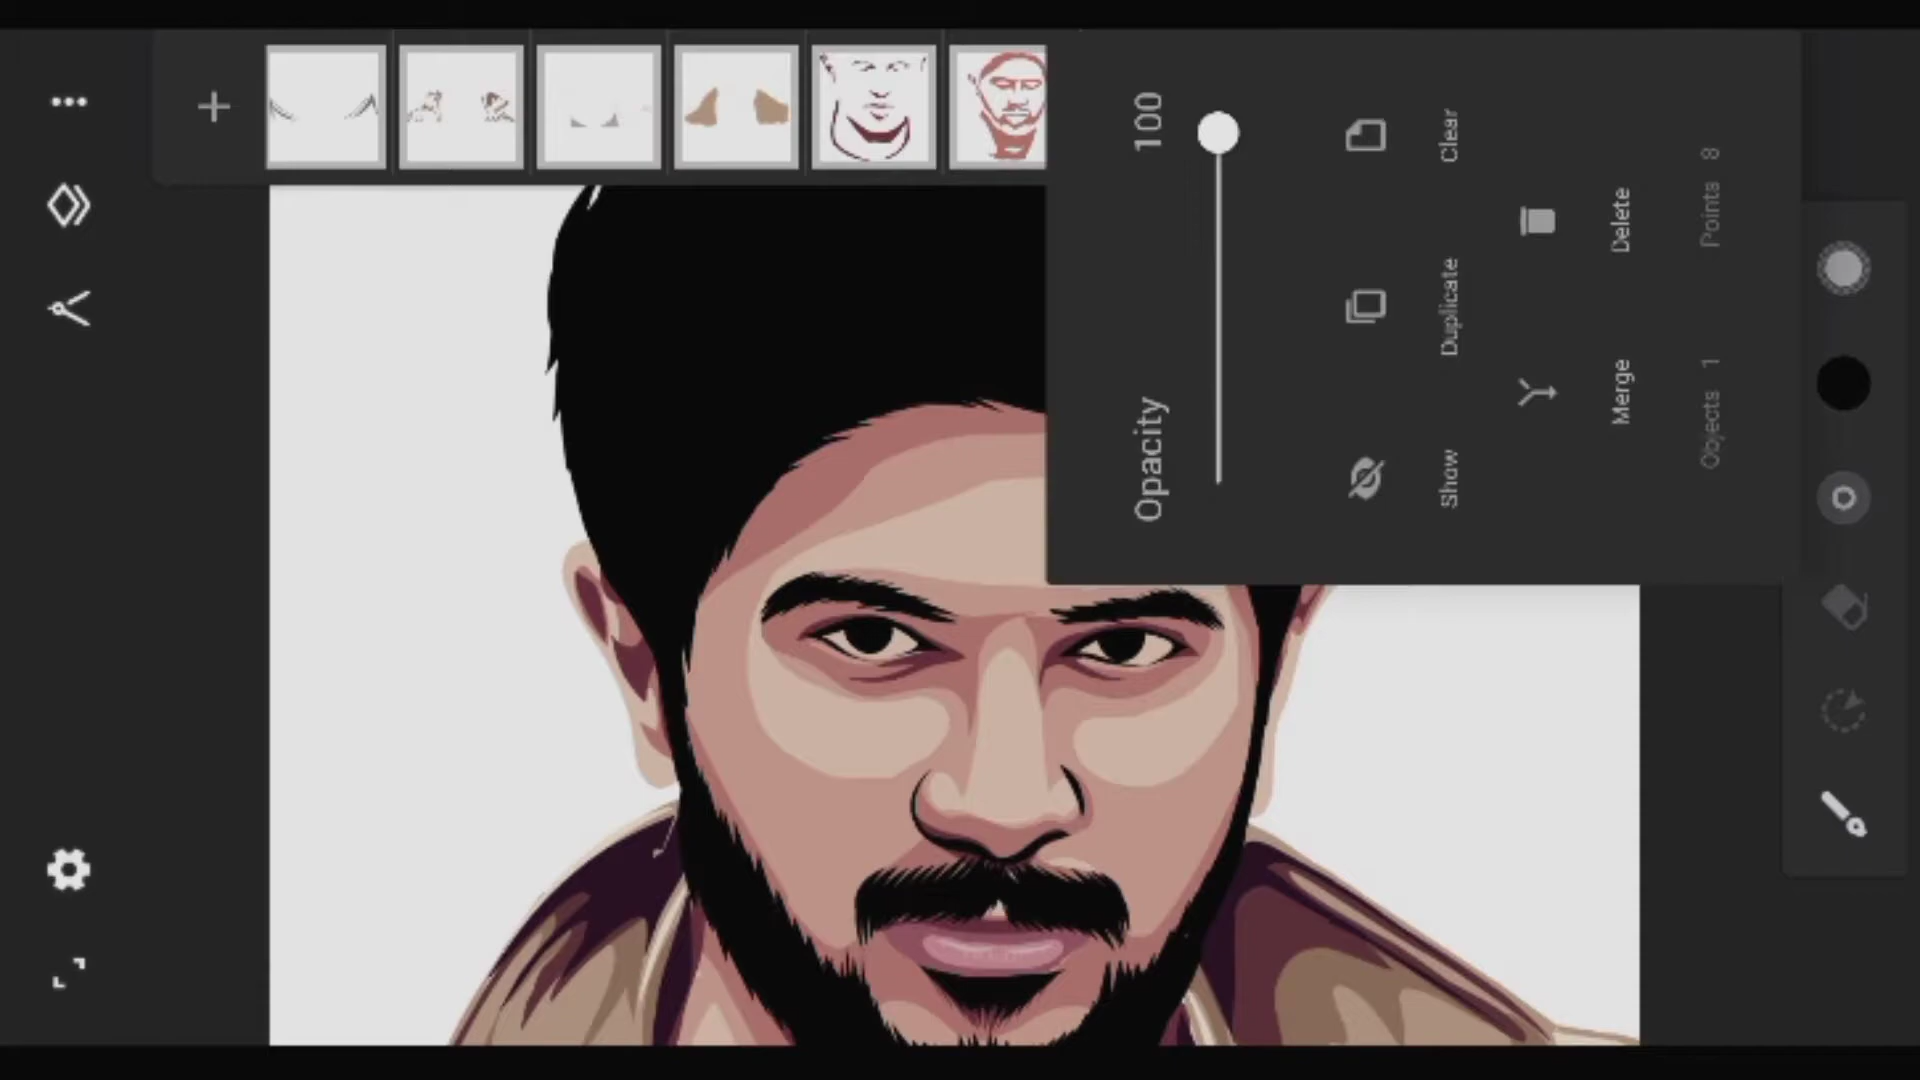 Opacity 100
Show
Duplicate
Clear
Merge
Delete
Objects 1
Points 8